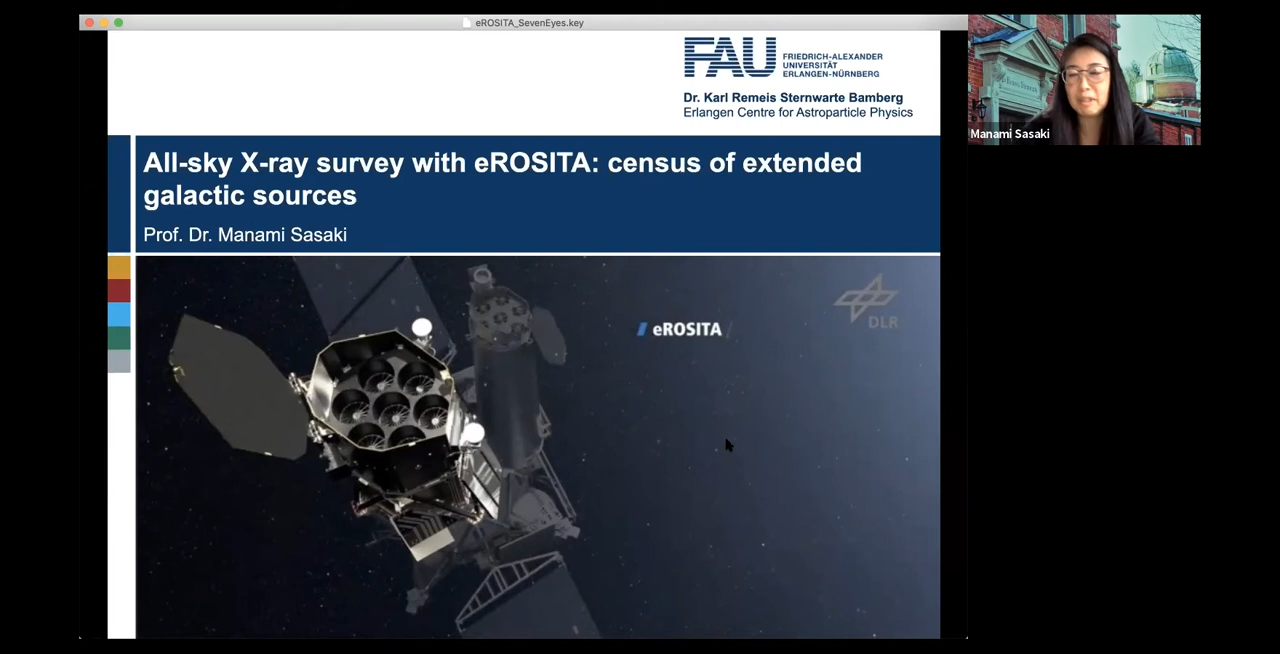 eROSITA_SevenEyes.key
FAU
FRIEDRICH-ALEXANDER
UNIVERSITÄT
ERLANGEN-NÜRNBERG
Dr. Karl Remeis Sternwarte Bamberg
Erlangen Centre for Astroparticle Physics
All-sky X-ray survey with eROSITA: census of extended
galactic sources
Prof. Dr. Manami Sasaki
eROSITA
DLR
Manami Sasaki